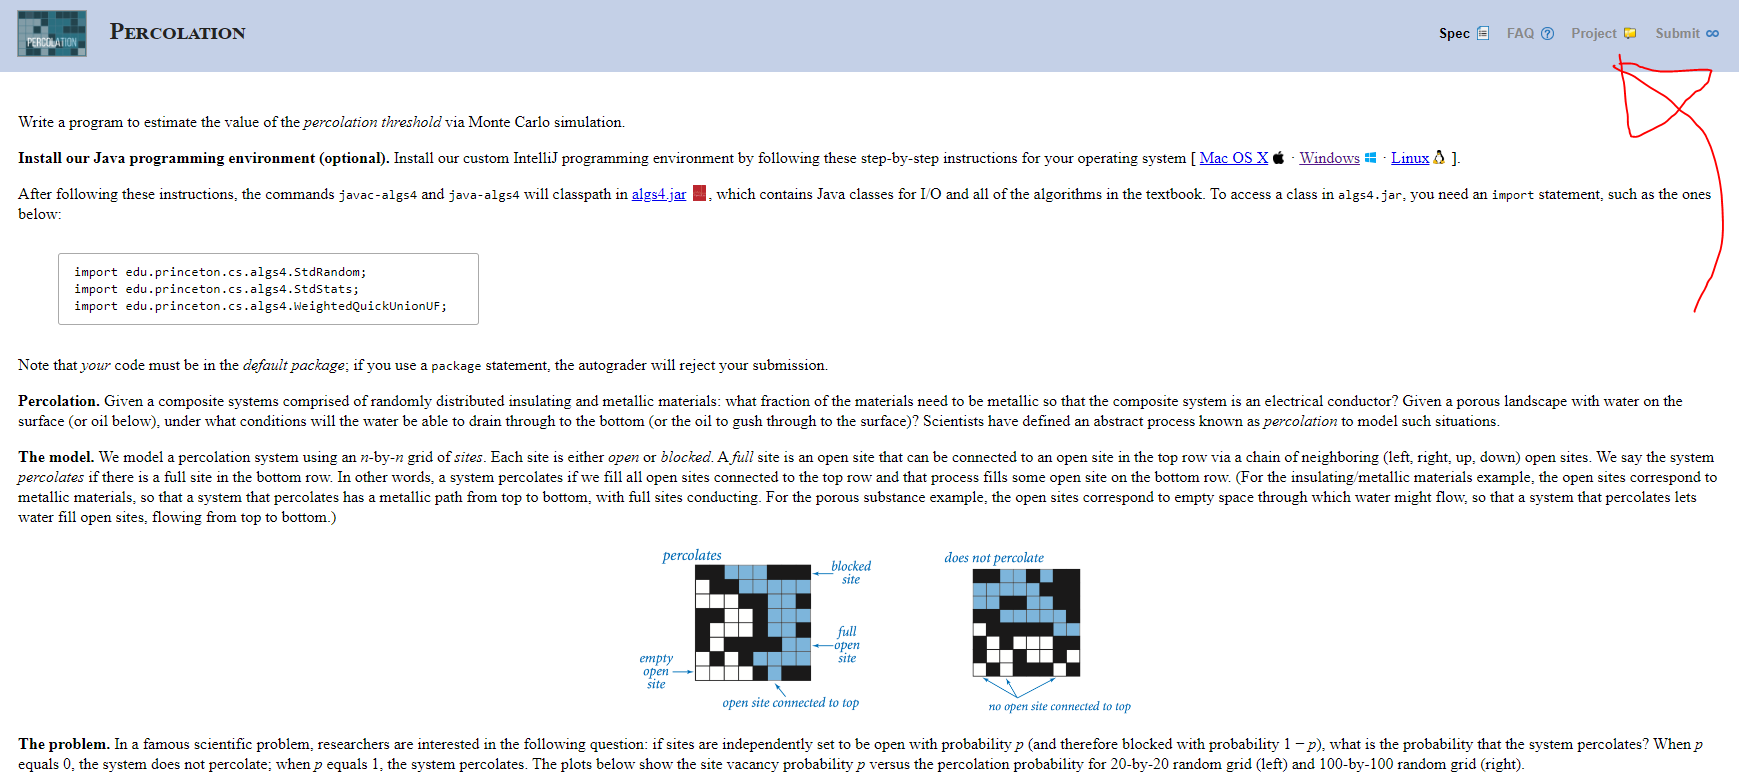 PERCOLATION
PERCOLATION
Spec FAQ Project Submit
Write a program to estimate the value of the percolation threshold via Monte Carlo simulation.
Install our Java programming environment (optional). Install our custom IntelliJ programming environment by following these step-by-step instructions for your operating system [ Mac OS X · Windows · Linux ].
After following these instructions, the commands javac-algs4 and java-algs4 will classpath in algs4.jar , which contains Java classes for I/O and all of the algorithms in the textbook. To access a class in algs4.jar, you need an import statement, such as the ones
below:
import edu.princeton.cs.algs4.StdRandom;
import edu.princeton.cs.algs4.StdStats;
import edu.princeton.cs.algs4.WeightedQuickUnionUF;
Note that your code must be in the default package; if you use a package statement, the autograder will reject your submission.
Percolation. Given a composite systems comprised of randomly distributed insulating and metallic materials: what fraction of the materials need to be metallic so that the composite system is an electrical conductor? Given a porous landscape with water on the
surface (or oil below), under what conditions will the water be able to drain through to the bottom (or the oil to gush through to the surface)? Scientists have defined an abstract process known as percolation to model such situations.
The model. We model a percolation system using an n-by-n grid of sites. Each site is either open or blocked. A full site is an open site that can be connected to an open site in the top row via a chain of neighboring (left, right, up, down) open sites. We say the system
percolates if there is a full site in the bottom row. In other words, a system percolates if we fill all open sites connected to the top row and that process fills some open site on the bottom row. (For the insulating/metallic materials example, the open sites correspond to
metallic materials, so that a system that percolates has a metallic path from top to bottom, with full sites conducting. For the porous substance example, the open sites correspond to empty space through which water might flow, so that a system that percolates lets
water fill open sites, flowing from top to bottom.)
percolates
blocked
site
full
open
site
empty
open
site
open site connected to top
does not percolate
no open site connected to top
The problem. In a famous scientific problem, researchers are interested in the following question: if sites are independently set to be open with probability p (and therefore blocked with probability 1 − p), what is the probability that the system percolates? When p
equals 0, the system does not percolate; when p equals 1, the system percolates. The plots below show the site vacancy probability p versus the percolation probability for 20-by-20 random grid (left) and 100-by-100 random grid (right).